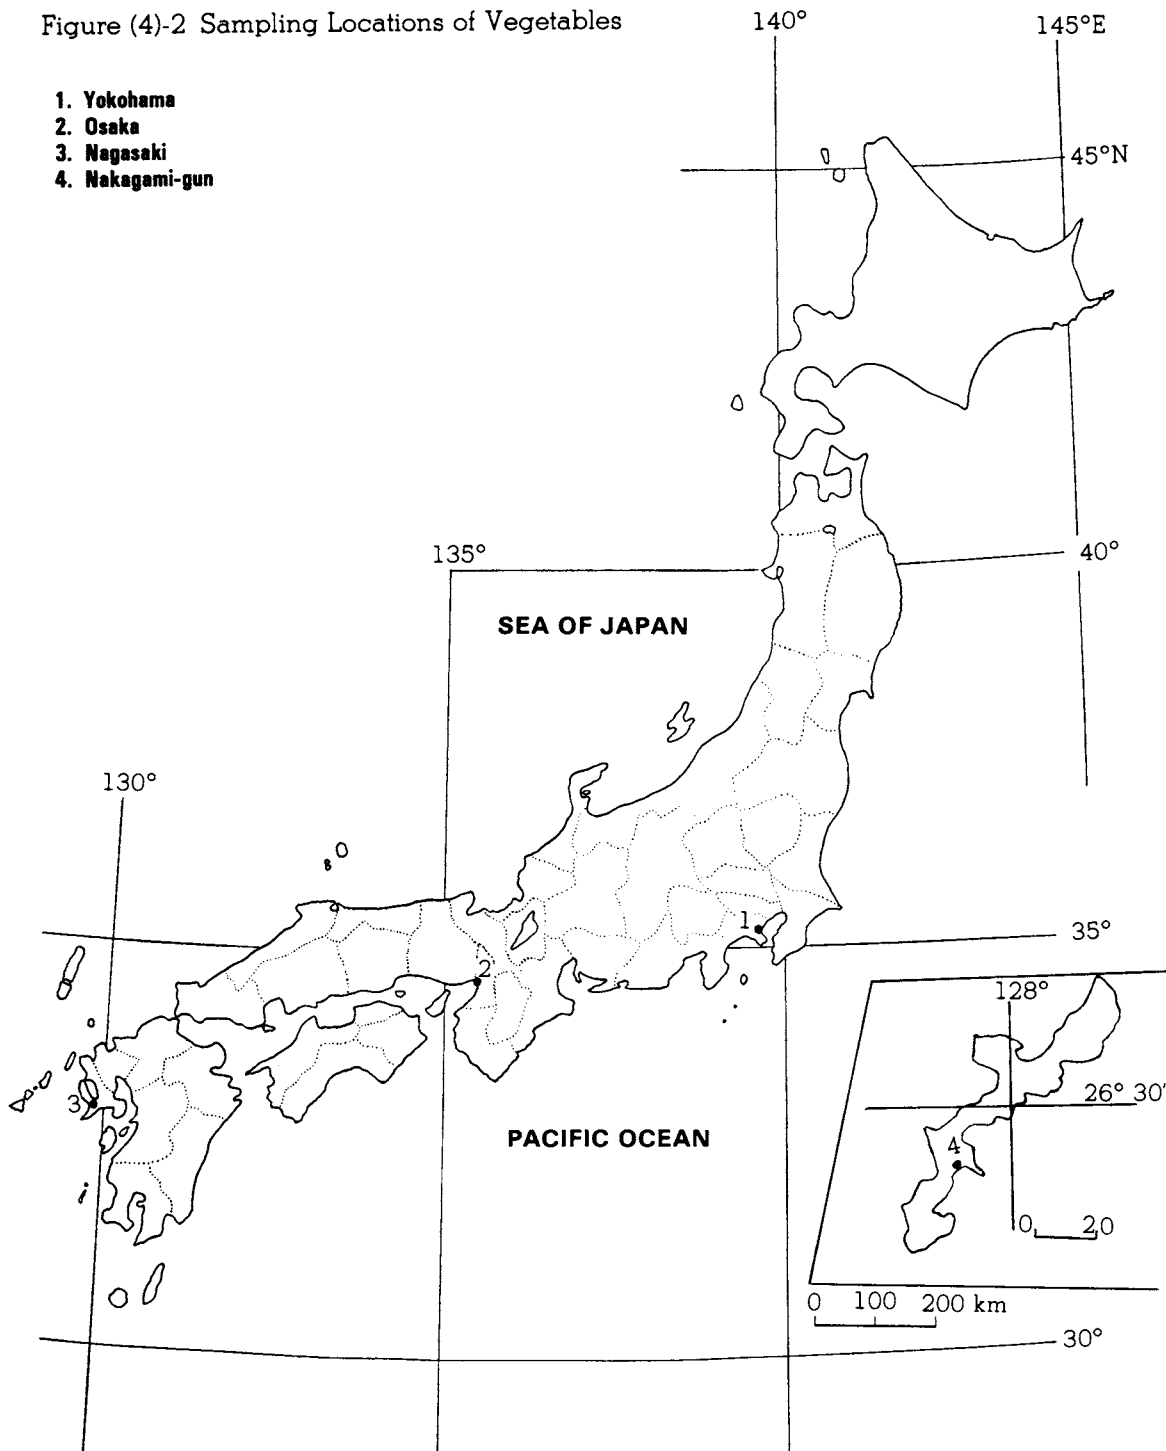 Figure (4)-2 Sampling Locations of Vegetables
140°
145°E
1. Yokohama
2. Osaka
3. Nagasaki
4. Nakagami-gun
45°N
135°
40°
SEA OF JAPAN
130°
1
35°
2
128°
3
26° 30'
PACIFIC OCEAN
4
0 20
0 100 200 km
30°